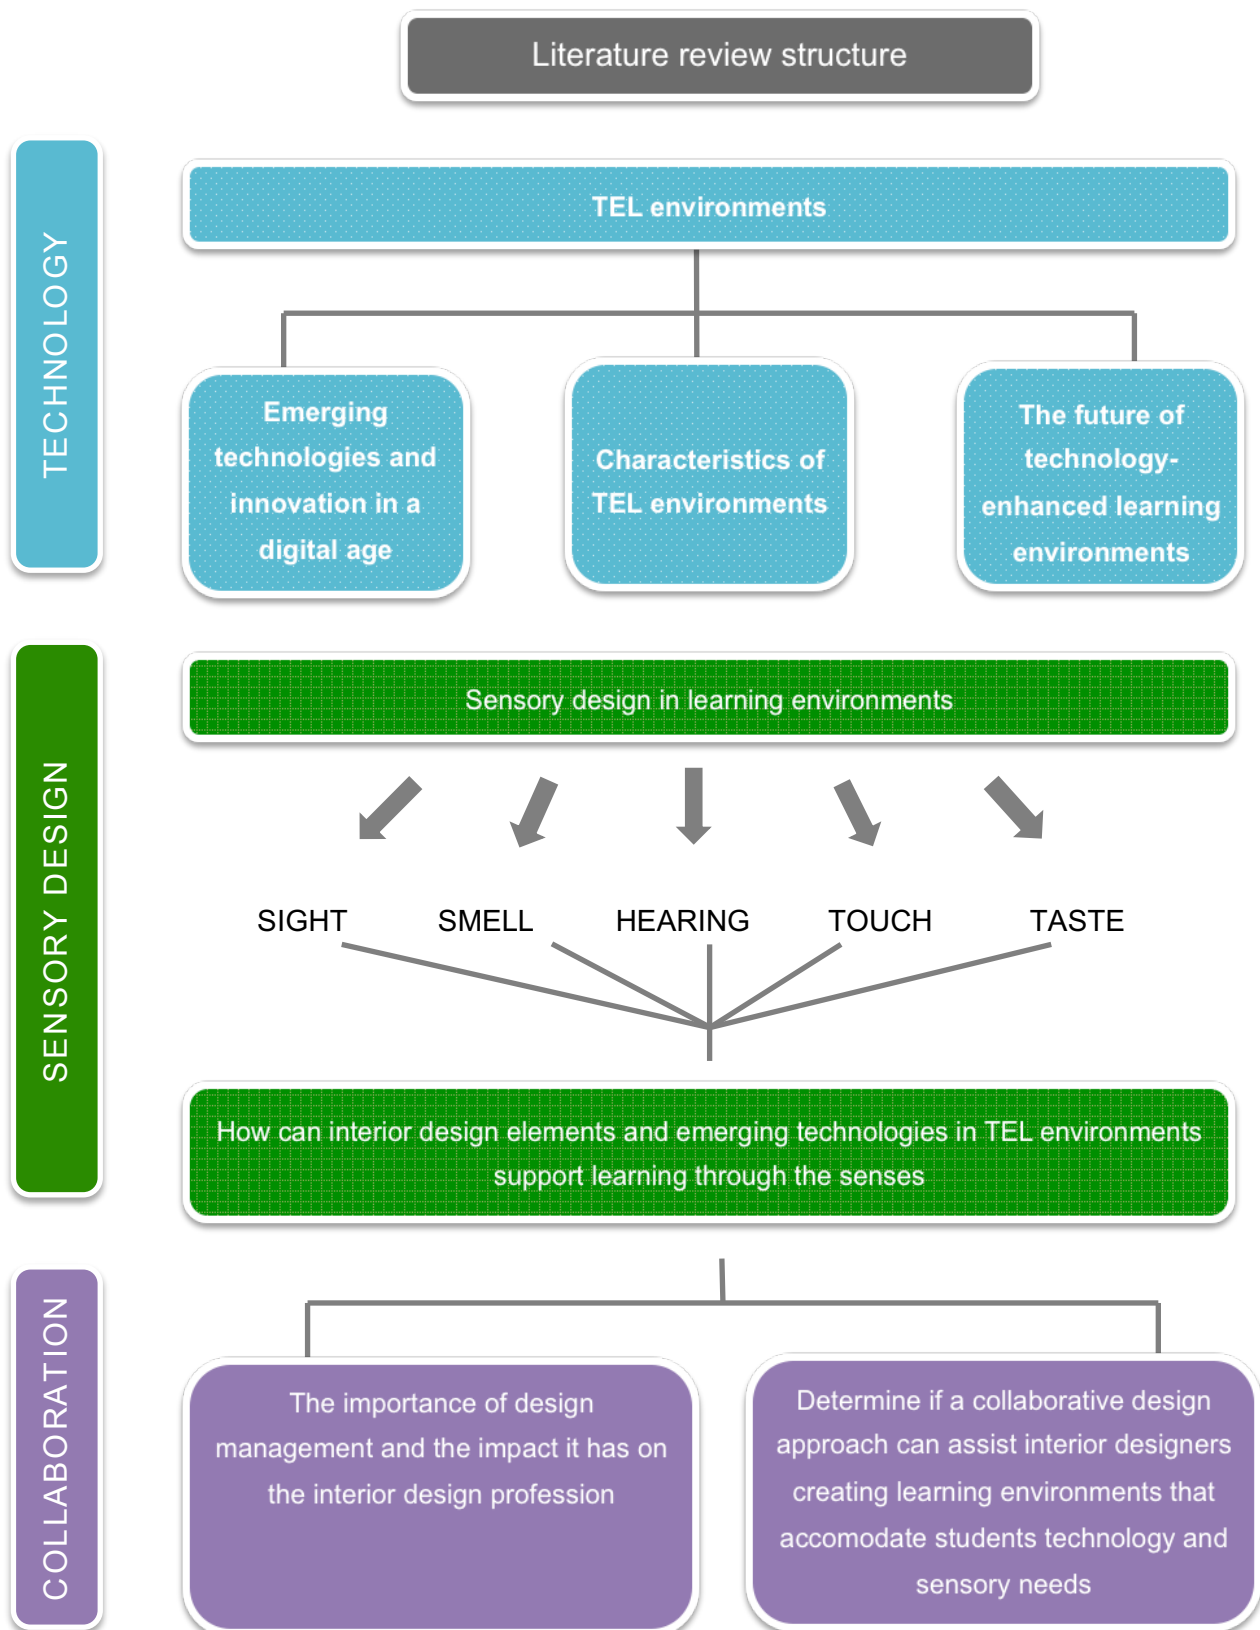 Literature review structure
TECHNOLOGY
TEL environments
Emerging
technologies and
innovation in a
digital age
Characteristics of
TEL environments
The future of
technology-
enhanced learning
environments
SENSORY DESIGN
Sensory design in learning environments
SIGHT SMELL HEARING TOUCH TASTE
How can interior design elements and emerging technologies in TEL environments
support learning through the senses
COLLABORATION
The importance of design
management and the impact it has on
the interior design profession
Determine if a collaborative design
approach can assist interior designers
creating learning environments that
accomodate students technology and
sensory needs